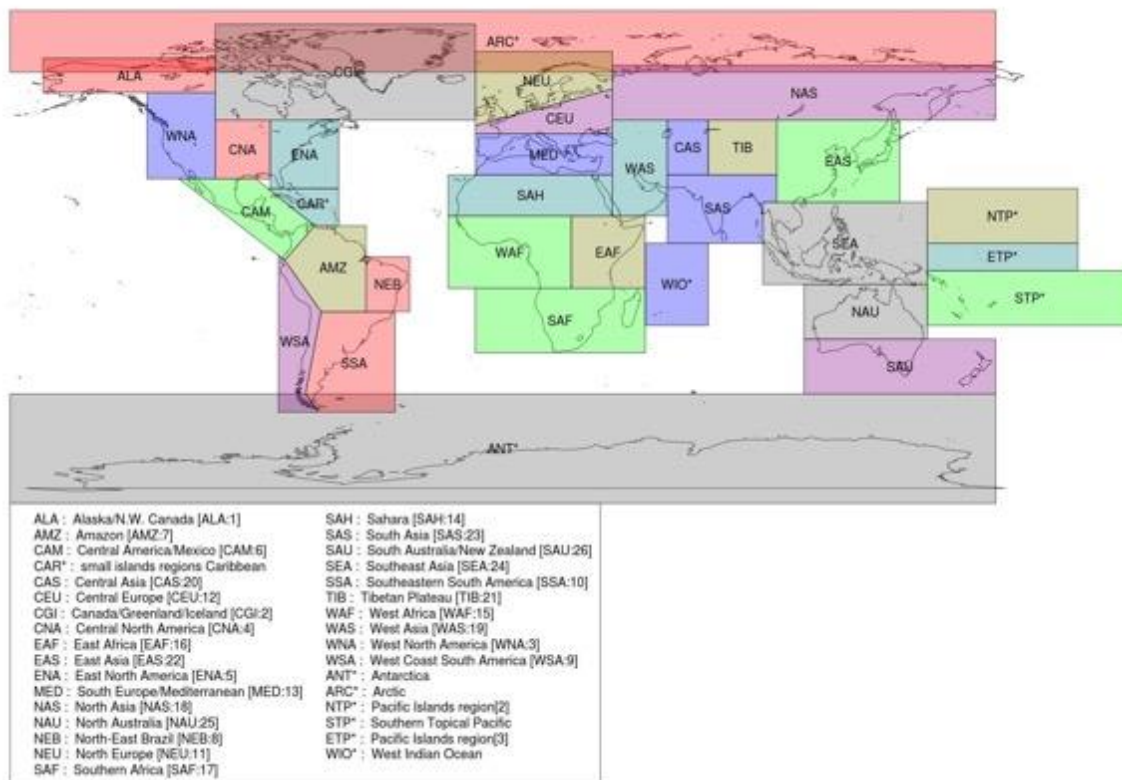 ARC*
ALA
CGI
NEU
NAS
CEU
WNA
CNA
ENA
MED
WAS
CAS
TIB
EAS
CAR*
SAH
SAS
CAM
NTP*
SEA
WAF
EAF
ETP*
AMZ
NEB
WIO*
STP*
NAU
SAF
WSA
SSA
SAU
ANT*
ALA : Alaska/N.W. Canada [ALA:1]
AMZ : Amazon [AMZ:7]
CAM : Central America/Mexico [CAM:6]
CAR* : small islands regions Caribbean
CAS : Central Asia [CAS:20]
CEU : Central Europe [CEU:12]
CGI : Canada/Greenland/Iceland [CGI:2]
CNA : Central North America [CNA:4]
EAF : East Africa [EAF:16]
EAS : East Asia [EAS:22]
ENA : East North America [ENA:5]
MED : South Europe/Mediterranean [MED:13]
NAS : North Asia [NAS:18]
NAU : North Australia [NAU:25]
NEB : North-East Brazil [NEB:8]
NEU : North Europe [NEU:11]
SAF : Southern Africa [SAF:17]
SAH : Sahara [SAH:14]
SAS : South Asia [SAS:23]
SAU : South Australia/New Zealand [SAU:26]
SEA : Southeast Asia [SEA:24]
SSA : Southeastern South America [SSA:10]
TIB : Tibetan Plateau [TIB:21]
WAF : West Africa [WAF:15]
WAS : West Asia [WAS:19]
WNA : West North America [WNA:3]
WSA : West Coast South America [WSA:9]
ANT* : Antarctica
ARC* : Arctic
NTP* : Pacific Islands region[2]
STP* : Southern Topical Pacific
ETP* : Pacific Islands region[3]
WIO* : West Indian Ocean